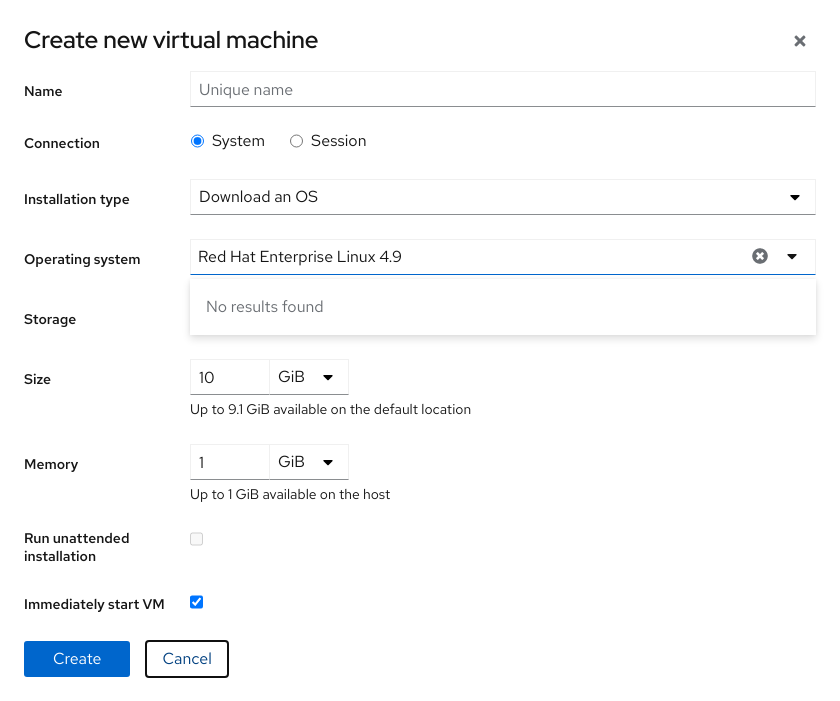 Create new virtual machine
Name
Unique name
Connection
System
Session
Installation type
Download an OS
Operating system
Red Hat Enterprise Linux 4.9
No results found
Storage
Size
10
GiB
Up to 9.1 GiB available on the default location
Memory
1
GiB
Up to 1 GiB available on the host
Run unattended
installation
Immediately start VM
Create
Cancel